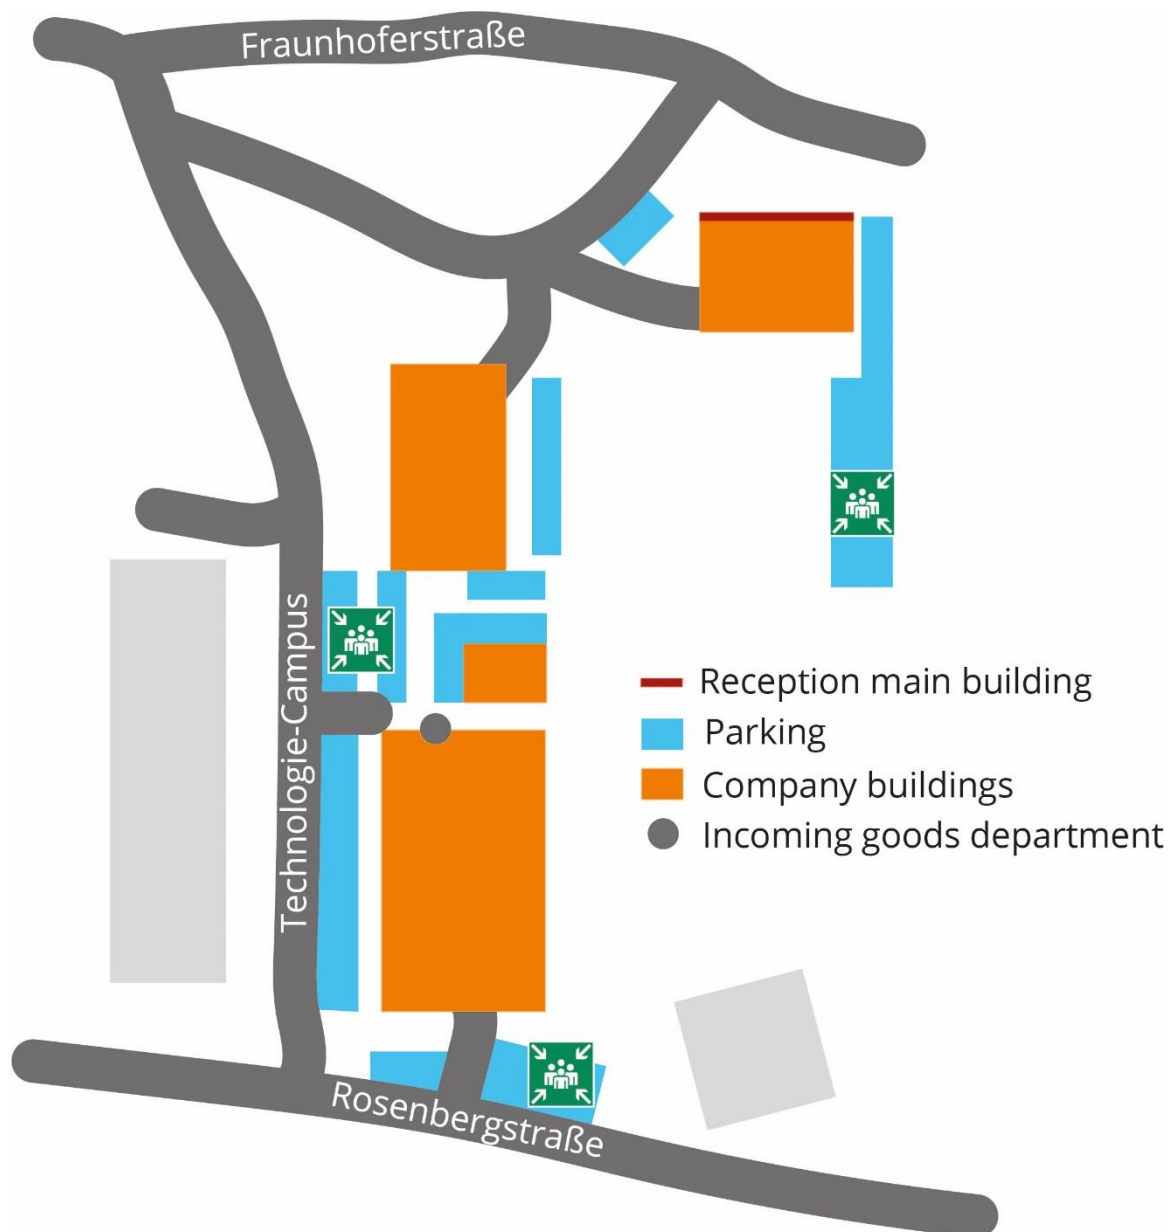 Fraunhoferstraße
Technologie-Campus
Reception main building
Parking
Company buildings
Incoming goods department
Rosenbergstraße